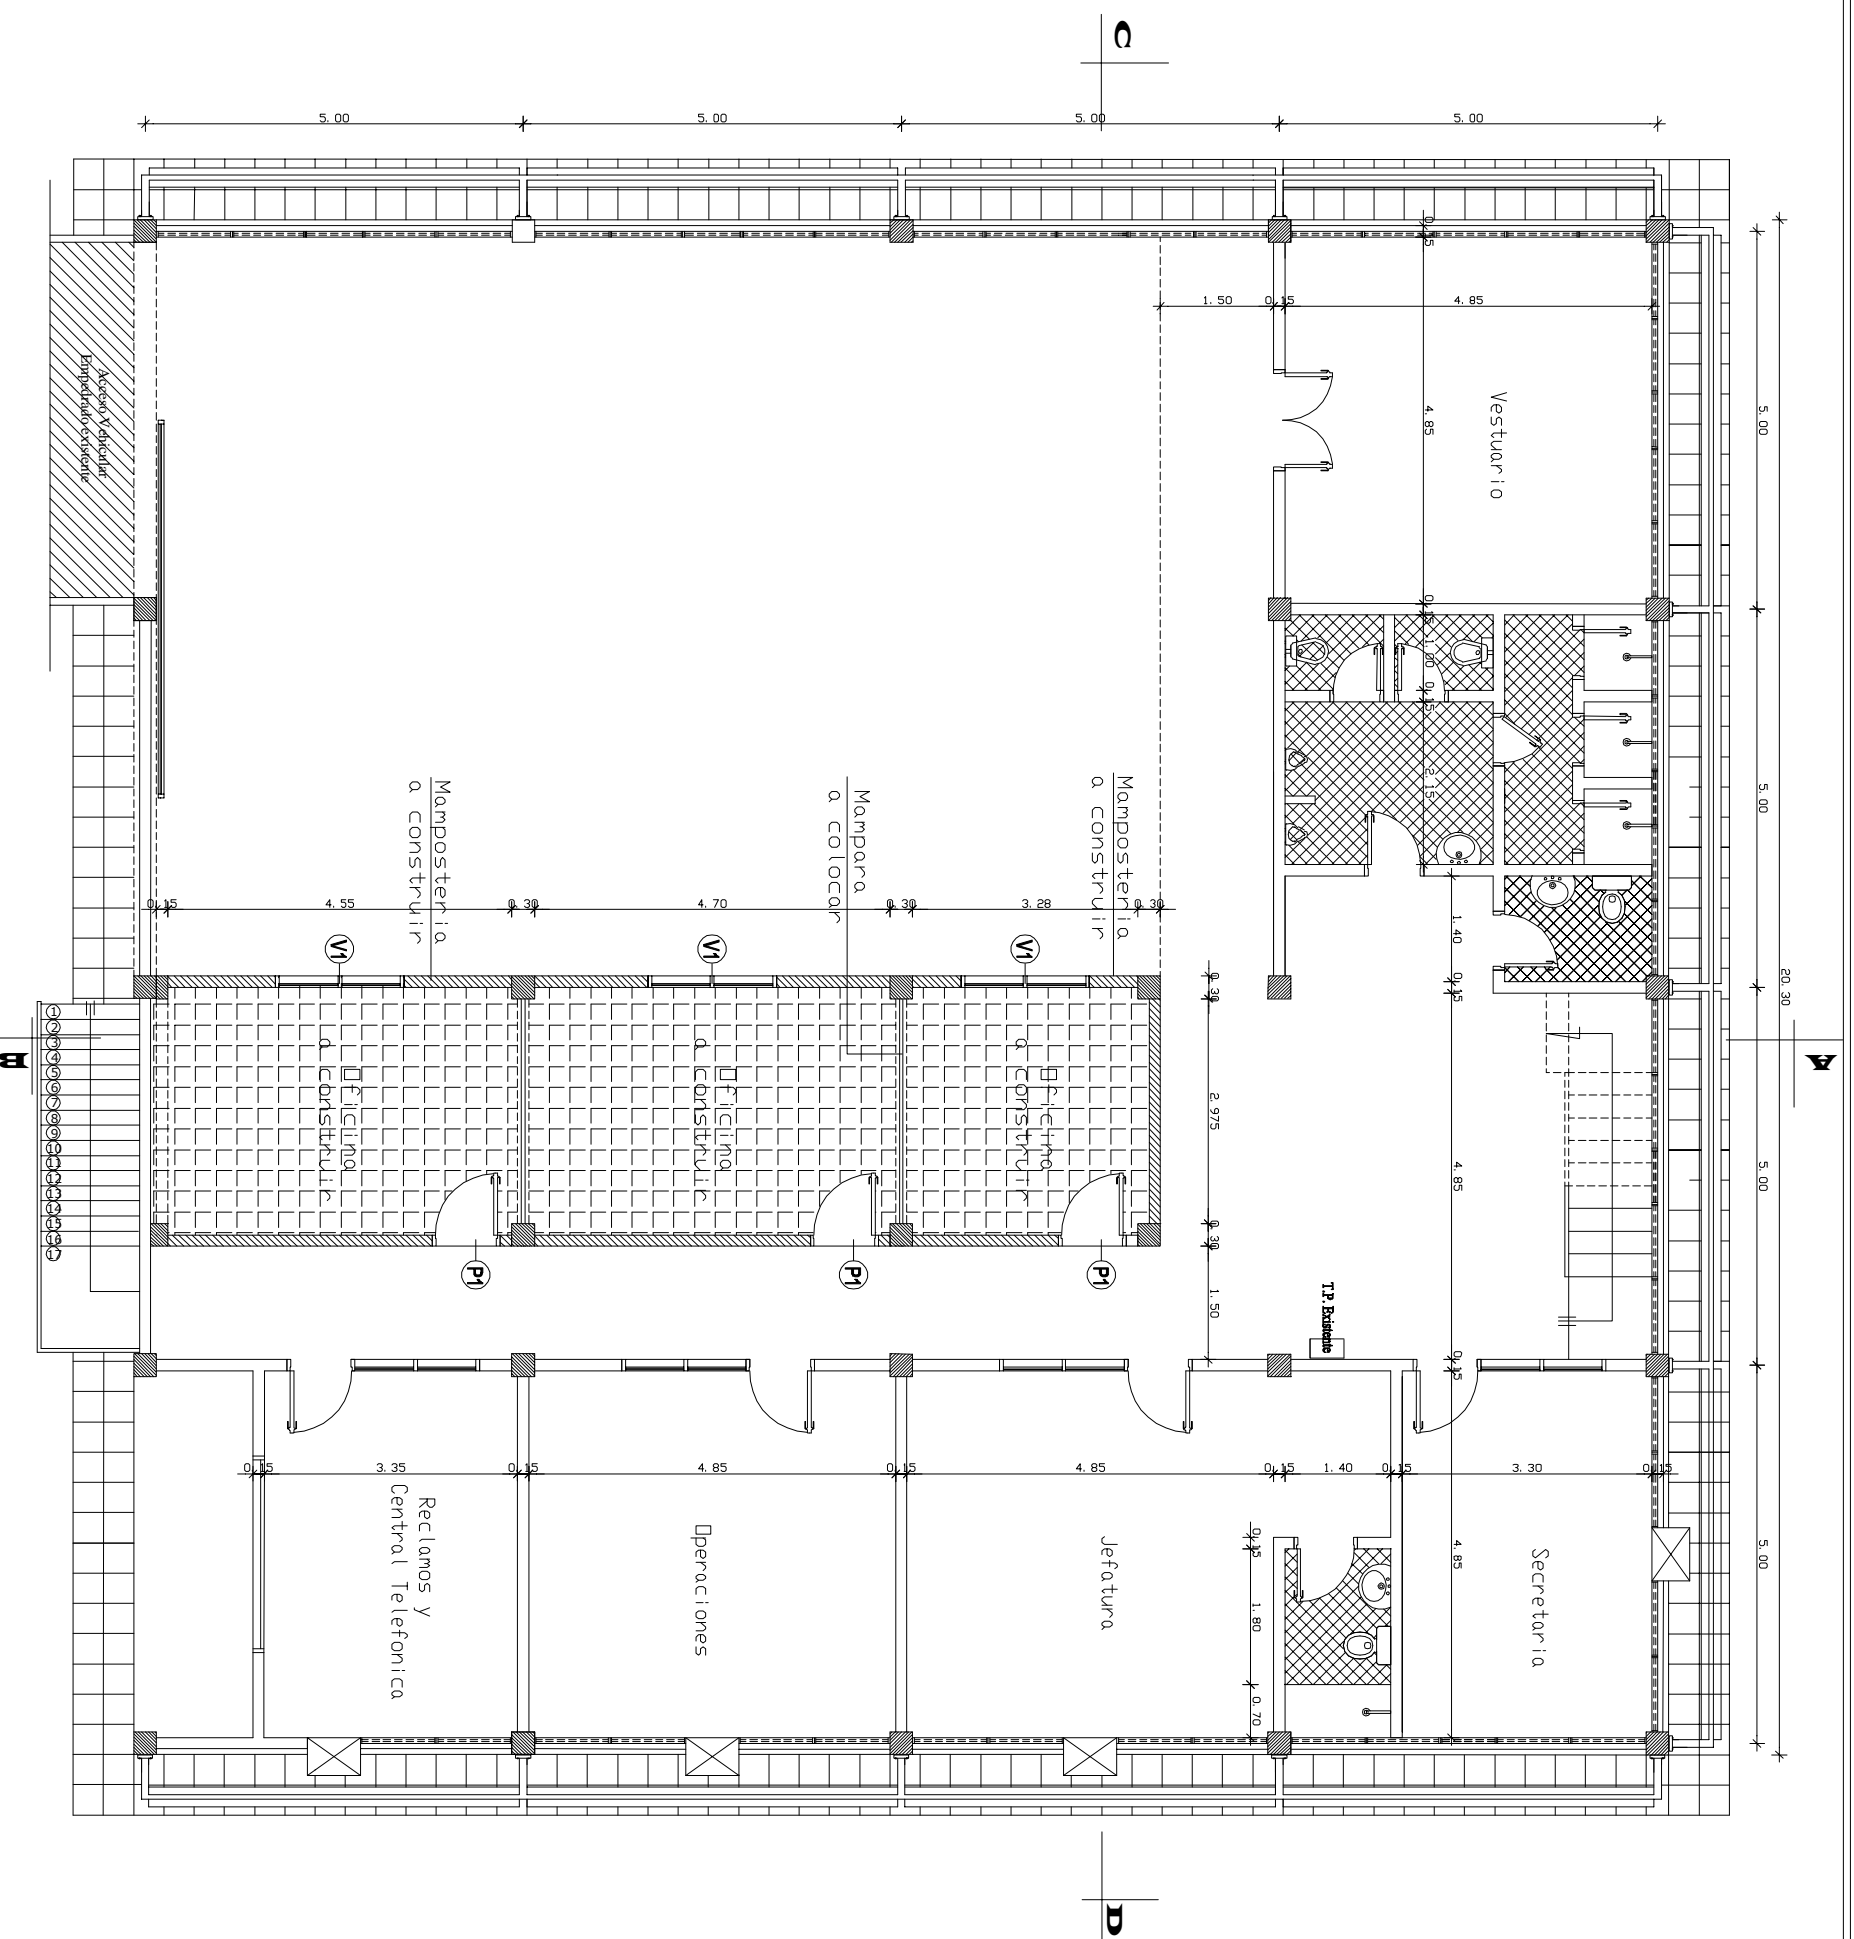 C
5.00
5.00
5.00
5.00
0.15
1.50
0.15
4.85
Acceso Vehicular
Empedrado existente
4.85
Vestuario
5.00
0.15
1.00
0.15
2.15
5.00
Mamposteria
a construir
Mampara
a colocar
Mamposteria
a construir
0.15
4.55
0.30
4.70
0.30
3.28
0.30
1.40
0.15
20.30
V1
V1
V1
0.30
1
2
3
4
5
6
7
8
9
10
11
12
13
14
15
16
17
B
A
Oficina
a construir
Oficina
a construir
Oficina
a construir
2.975
4.85
5.00
0.30
P1
P1
P1
1.50
T.P. Existente
0.15
0.15
3.35
0.15
4.85
0.15
4.85
0.15
1.40
0.15
3.30
0.15
Reclamos y
Central Telefonica
Operaciones
Jefatura
0.15
1.80
0.70
4.85
Secretaria
5.00
D